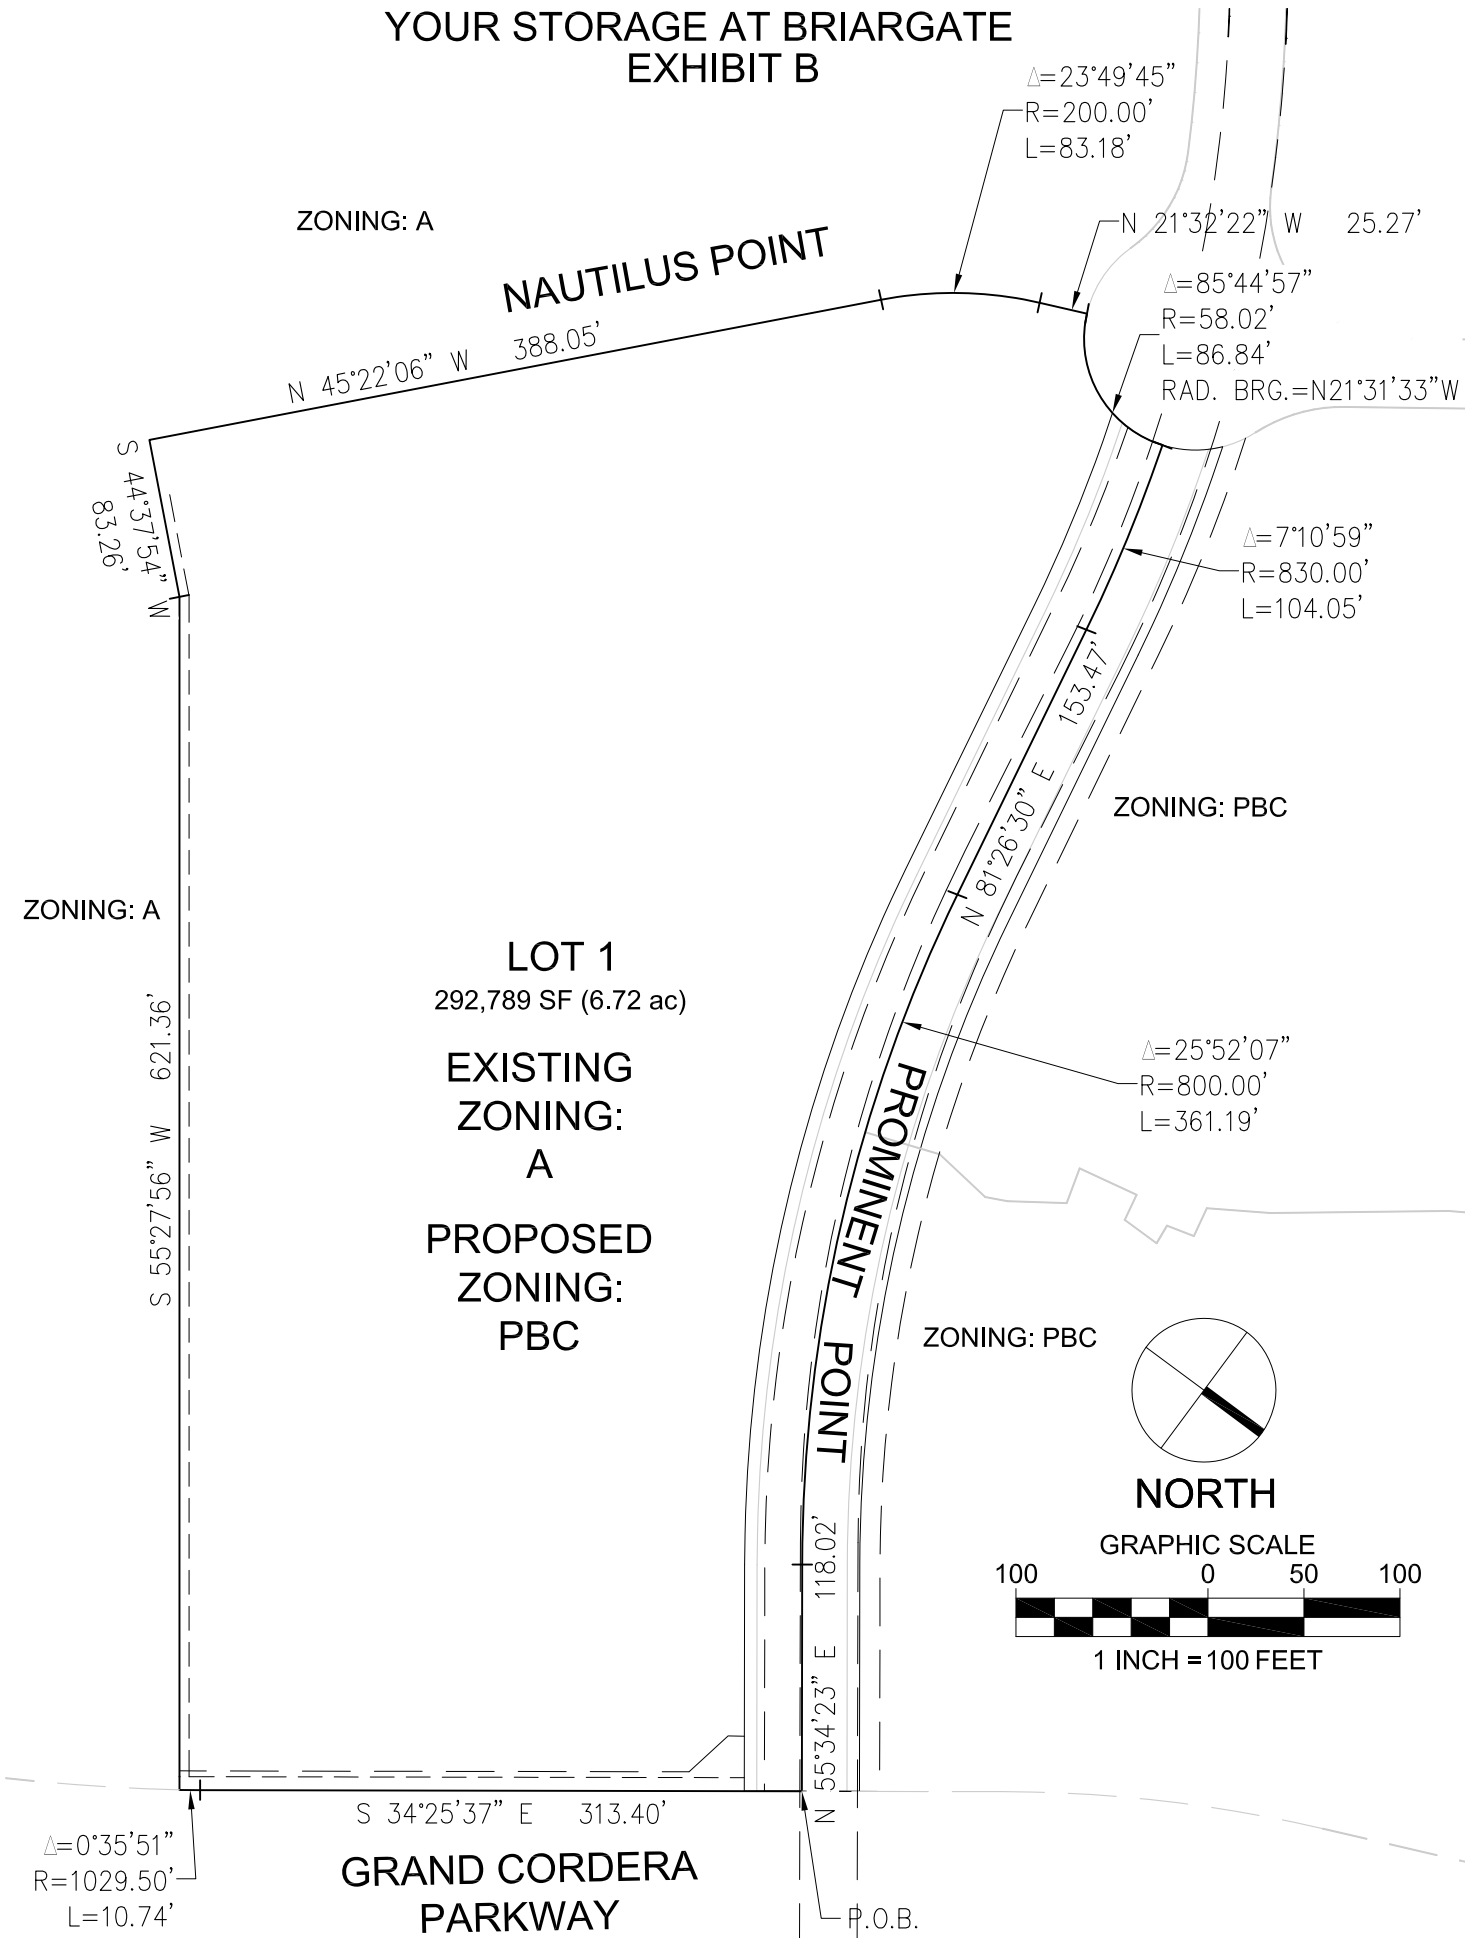 YOUR STORAGE AT BRIARGATE
EXHIBIT B
Δ=23°49'45"
R=200.00'
L=83.18'
ZONING: A
N 21°32'22" W 25.27'
NAUTILUS POINT
Δ=85°44'57"
R=58.02'
L=86.84'
RAD. BRG.=N21°31'33"W
N 45°22'06" W 388.05'
S 44°37'54" W
83.26'
Δ=7°10'59"
R=830.00'
L=104.05'
N 81°26'30" E 153.47'
ZONING: PBC
ZONING: A
LOT 1
292,789 SF (6.72 ac)
EXISTING
ZONING:
A
PROPOSED
ZONING:
PBC
S 55°27'56" W 621.36'
Δ=25°52'07"
R=800.00'
L=361.19'
PROMINENT POINT
ZONING: PBC
NORTH
GRAPHIC SCALE
100 0 50 100
1 INCH = 100 FEET
N 55°34'23" E 118.02'
S 34°25'37" E 313.40'
Δ=0°35'51"
R=1029.50'
L=10.74'
GRAND CORDERA
PARKWAY
P.O.B.